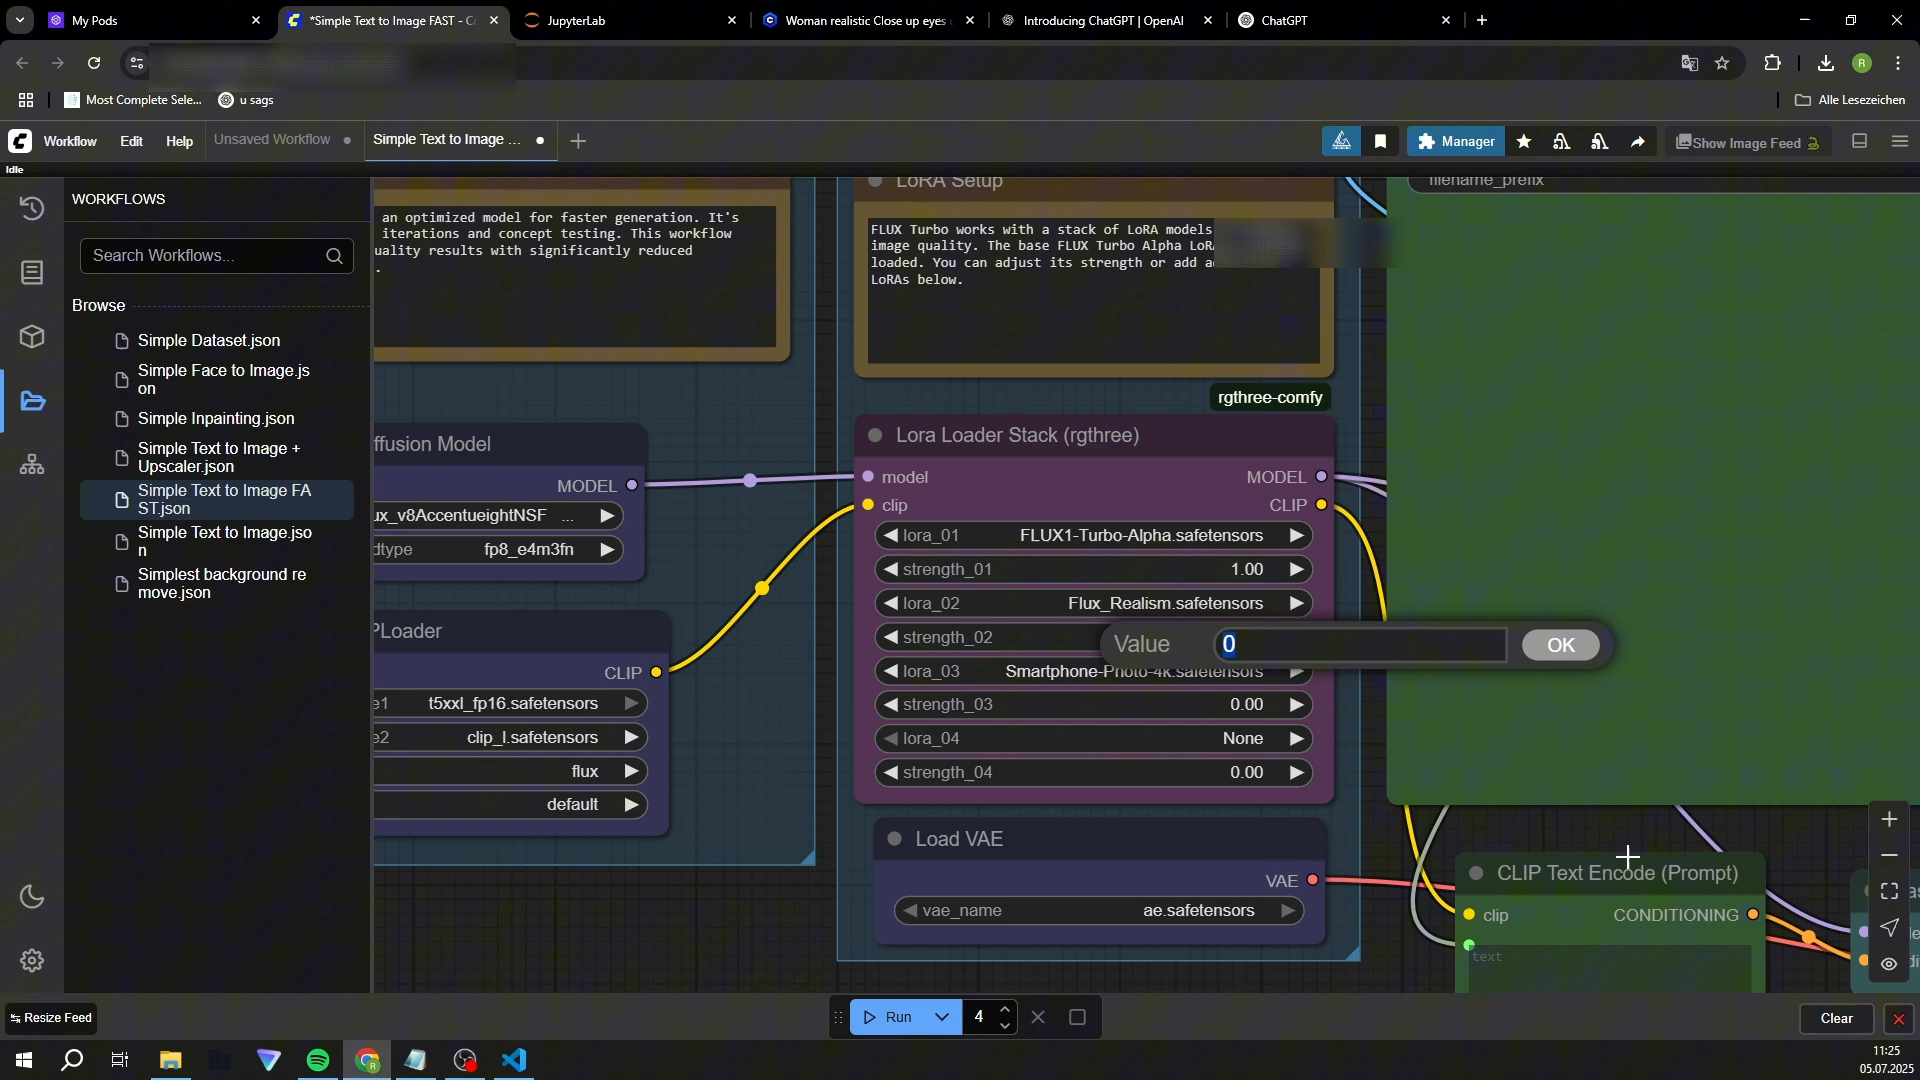 My Pods
*Simple Text to Image FAST - C
JupyterLab
Woman realistic Close up eyes
Introducing ChatGPT | OpenAI
ChatGPT
R
Most Complete Sele...
u sags
Alle Lesezeichen
Workflow
Edit
Help
Unsaved Workflow
Simple Text to Image ...
Manager
Show Image Feed
Idle
WORKFLOWS
Search Workflows...
Browse
Simple Dataset.json
Simple Face to Image.js
on
Simple Inpainting.json
Simple Text to Image +
Upscaler.json
Simple Text to Image FA
ST.json
Simple Text to Image.jso
n
Simplest background re
move.json
an optimized model for faster generation. It's
iterations and concept testing. This workflow
uality results with significantly reduced
.
LoRA Setup
FLUX Turbo works with a stack of LoRA models
image quality. The base FLUX Turbo Alpha LoRA
loaded. You can adjust its strength or add a
LoRAs below.
filename_prefix
ffusion Model
MODEL
ux_v8AccentueightNSF ...
dtype
fp8_e4m3fn
PLoader
CLIP
e1
t5xxl_fp16.safetensors
e2
clip_l.safetensors
flux
default
rgthree-comfy
Lora Loader Stack (rgthree)
model
MODEL
clip
CLIP
lora_01
FLUX1-Turbo-Alpha.safetensors
strength_01
1.00
lora_02
Flux_Realism.safetensors
strength_02
Value
0
OK
lora_03
Smartphone-Photo-4k.safetensors
strength_03
0.00
lora_04
None
strength_04
0.00
Load VAE
VAE
vae_name
ae.safetensors
CLIP Text Encode (Prompt)
clip
CONDITIONING
text
Resize Feed
Run
4
Clear
11:25
05.07.2025